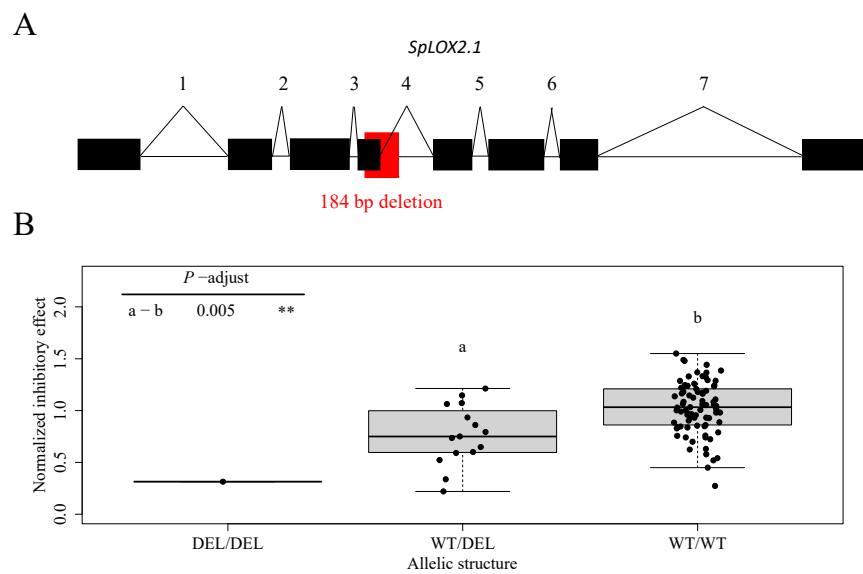 A
SpLOX2.1
1 2 3 4 5 6 7
184 bp deletion
B
P −adjust
a − b 0.005 **
a
b
Normalized inhibitory effect
2.0
1.5
1.0
0.5
0.0
DEL/DEL WT/DEL WT/WT
Allelic structure